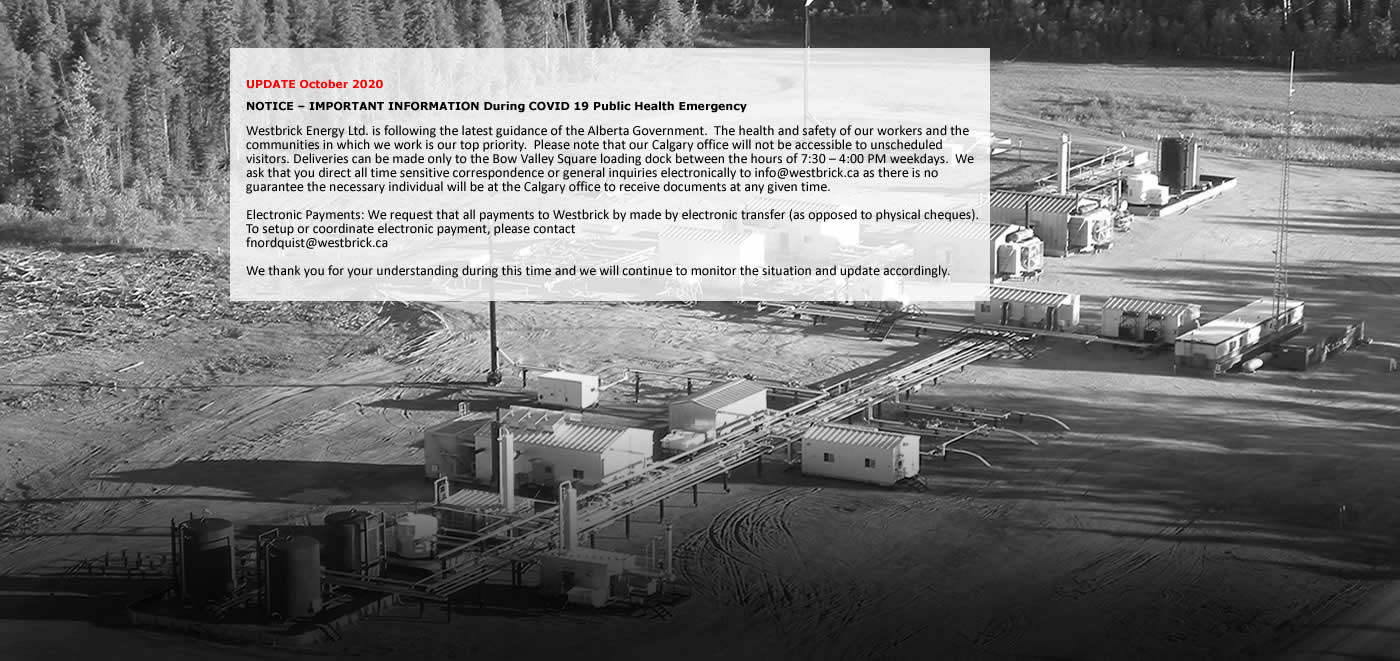 UPDATE October 2020
NOTICE – IMPORTANT INFORMATION During COVID 19 Public Health Emergency
Westbrick Energy Ltd. is following the latest guidance of the Alberta Government.  The health and safety of our workers and the
communities in which we work is our top priority.  Please note that our Calgary office will not be accessible to unscheduled
visitors. Deliveries can be made only to the Bow Valley Square loading dock between the hours of 7:30 – 4:00 PM weekdays.  We
ask that you direct all time sensitive correspondence or general inquiries electronically to info@westbrick.ca as there is no
guarantee the necessary individual will be at the Calgary office to receive documents at any given time.
Electronic Payments: We request that all payments to Westbrick by made by electronic transfer (as opposed to physical cheques).
To setup or coordinate electronic payment, please contact
fnordquist@westbrick.ca
We thank you for your understanding during this time and we will continue to monitor the situation and update accordingly.